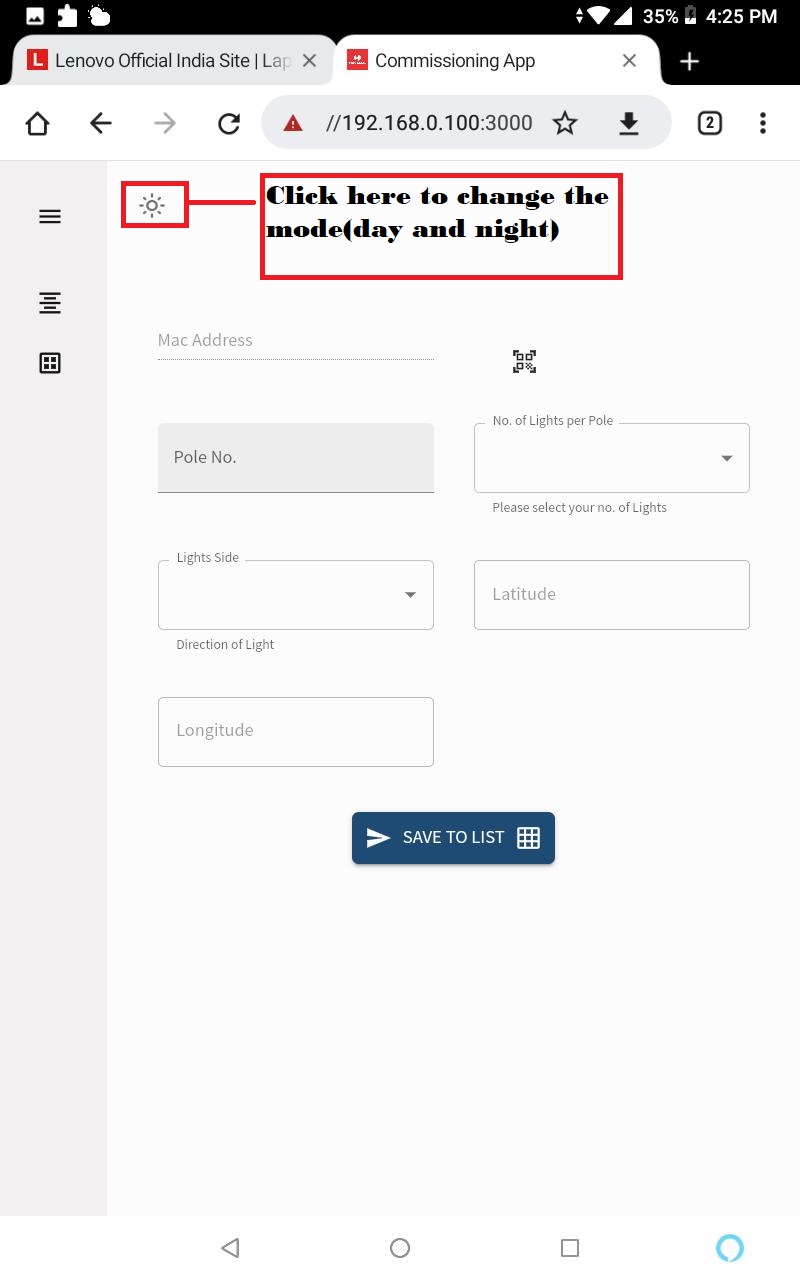 35% 4:25 PM
Lenovo Official India Site | Lap
Commissioning App
//192.168.0.100:3000
2
Click here to change the
mode(day and night)
Mac Address
Pole No.
No. of Lights per Pole
Please select your no. of Lights
Lights Side
Direction of Light
Latitude
Longitude
SAVE TO LIST